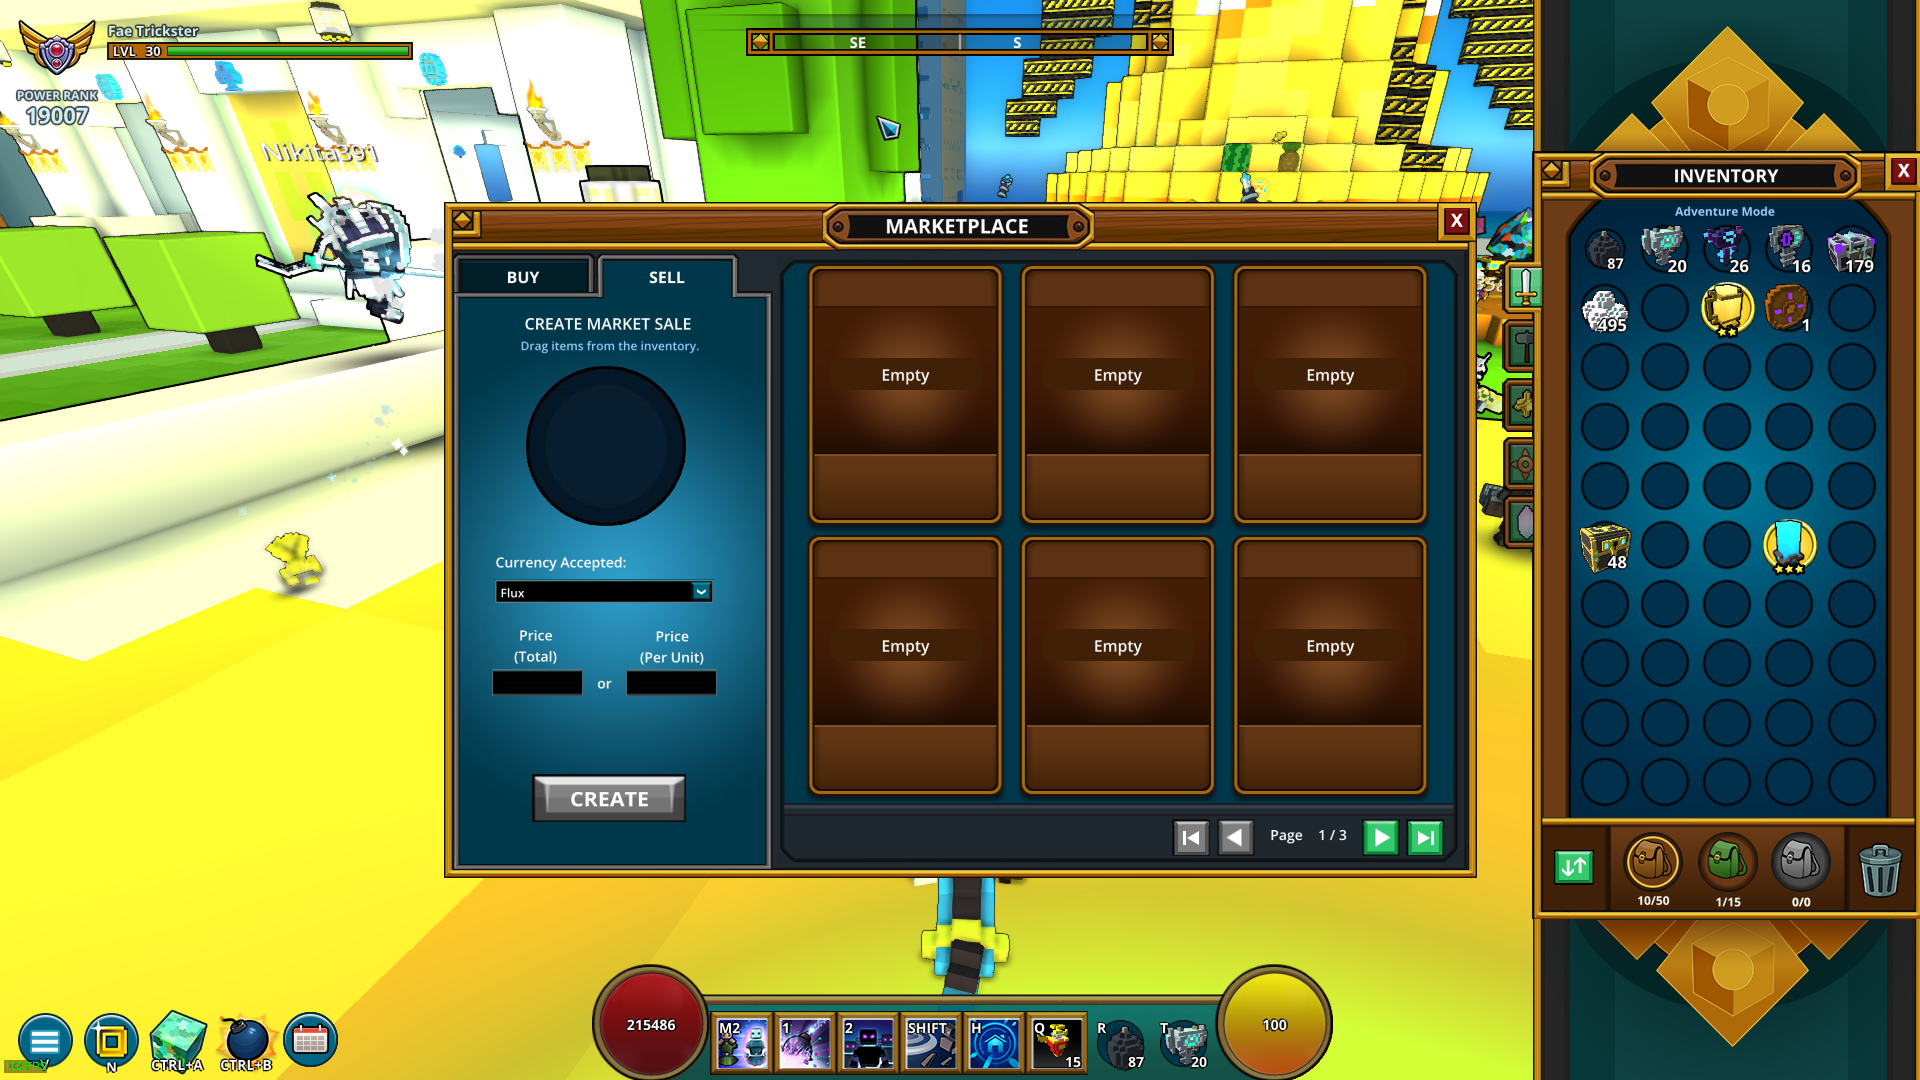 Fae Trickster
LVL 30
POWER RANK
19007
Nikita391
SE
S
MARKETPLACE
X
BUY
SELL
CREATE MARKET SALE
Drag items from the inventory.
Currency Accepted:
Flux
Price
(Total)
or
Price
(Per Unit)
CREATE
Empty
Empty
Empty
Empty
Empty
Empty
Page 1 / 3
INVENTORY
X
Adventure Mode
87
20
26
16
179
495
1
48
10/50
1/15
0/0
V
N
CTRL+A
CTRL+B
215486
M2
1
2
SHIFT
H
Q
15
R
87
T
20
100